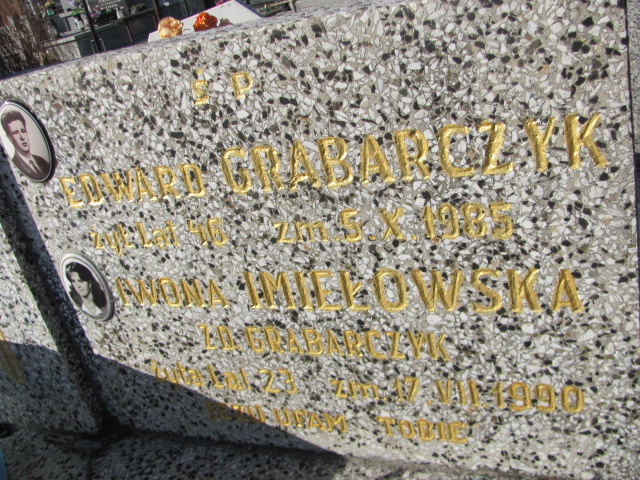 Ś P
EDWARD GRABARCZYK
żył Lat 46 zm. 5.X.1985
IWONA IMIEŁOWSKA
ZD. GRABARCZYK
żyła Lat 23 zm. 17.VII.1990
JEZU UFAM TOBIE